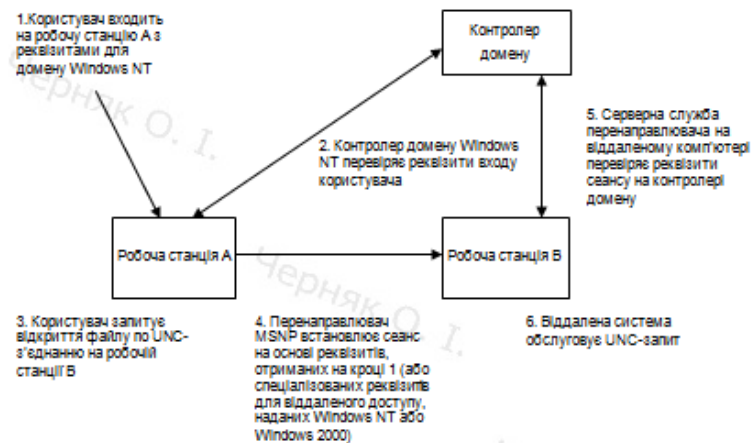 1.Користувач входить
на робочу станцію А з
реквізитами для
домену Windows NT
Контролер
домену
2. Контролер домену Windows
NT перевіряє реквізити входу
користувача
5. Серверна служба
перенаправлювача на
віддаленому комп'ютері
перевіряє реквізити
сеансу на контролері
домену
Робоча станція А
Робоча станція Б
3. Користувач запитує
відкриття файлу по UNC-
з'єднанню на робочій
станції Б
4. Перенаправлювач
MSNP встановлює сеанс
на основі реквізитів,
отриманих на кроці 1 (або
спеціалізованих реквізитів
для віддаленого доступу,
наданих Windows NT або
Windows 2000)
6. Віддалена система
обслуговує UNC-запит
Черняк О. І.
Черняк О. І.